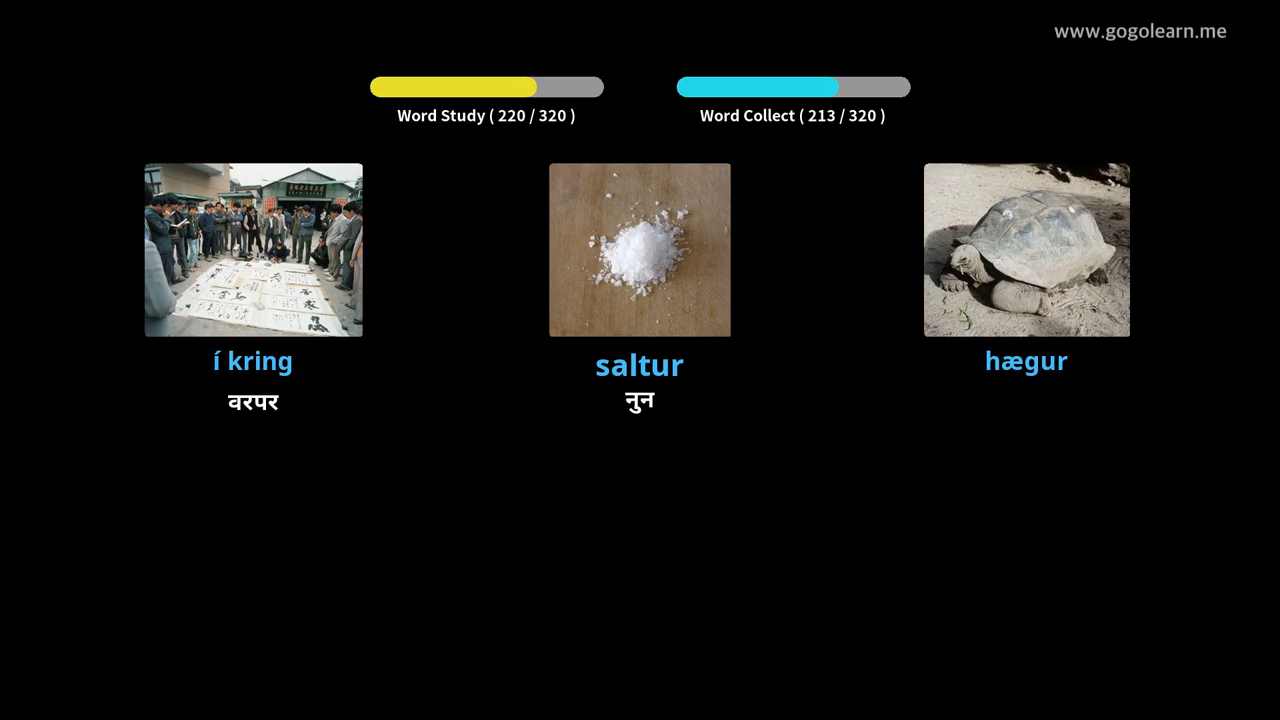 www.gogolearn.me
Word Study ( 220 / 320 )
Word Collect ( 213 / 320 )
í kring
saltur
hægur
वरपर
नुन